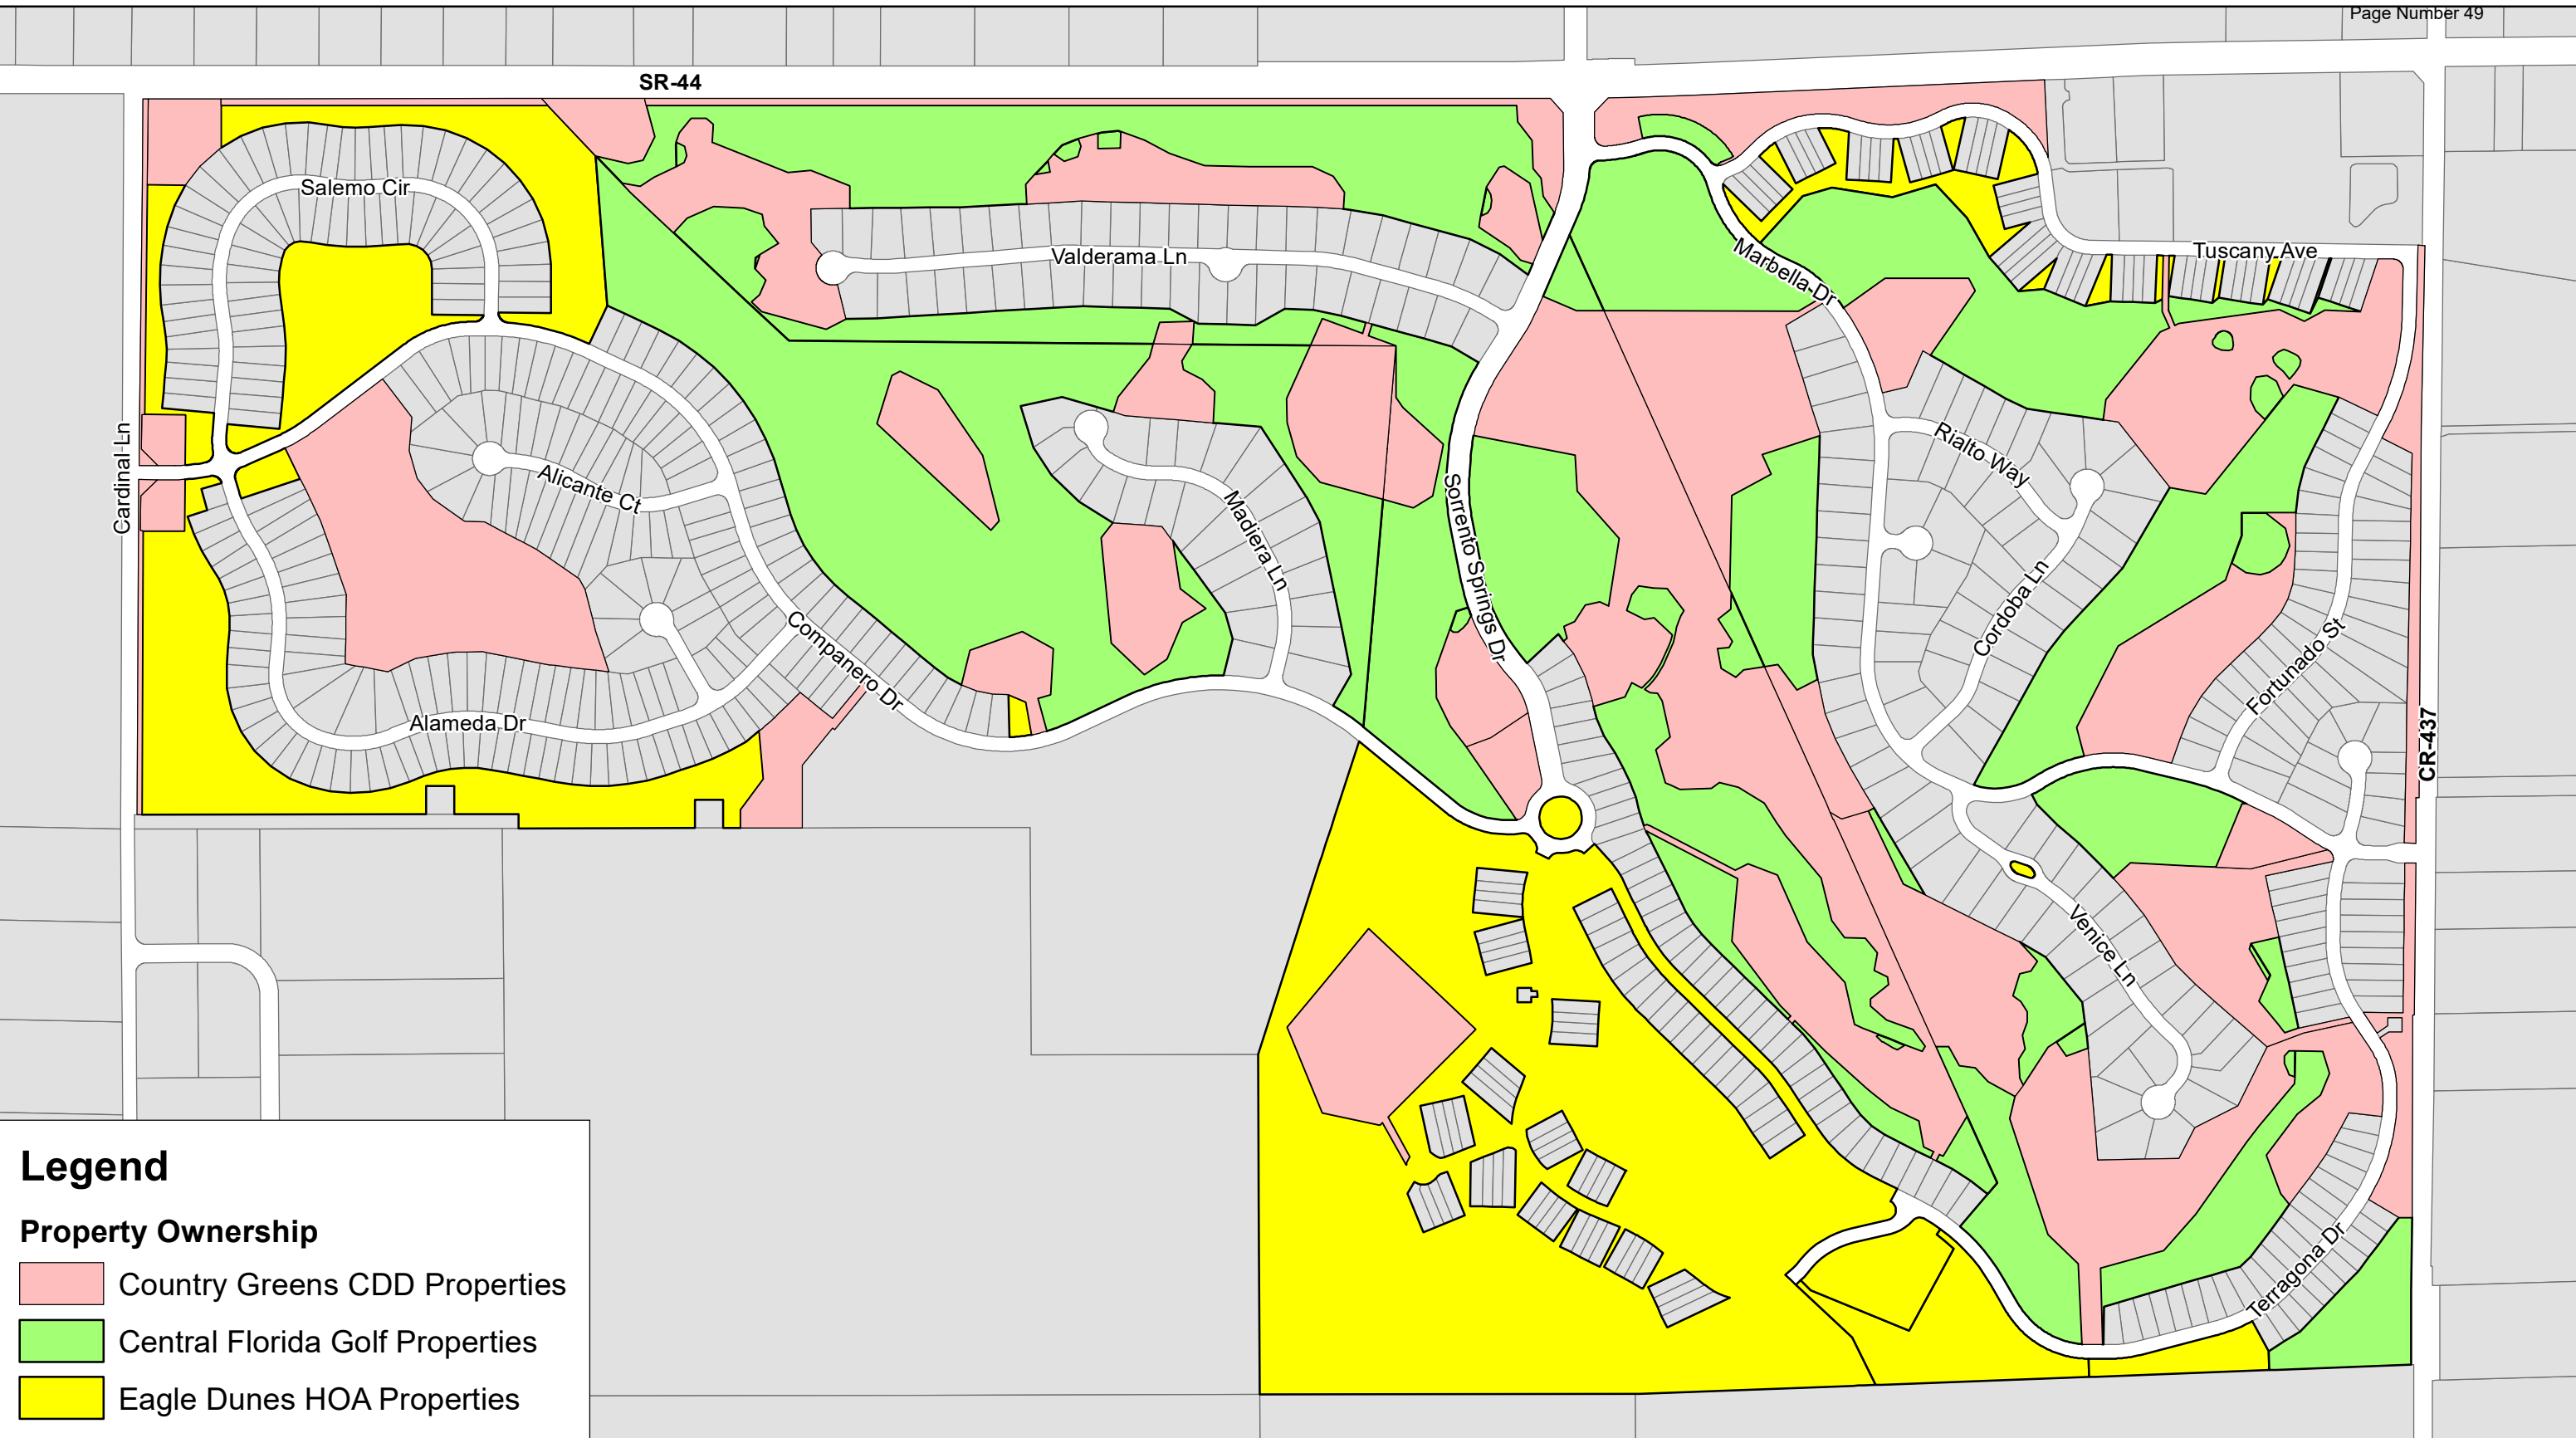 Page Number 49
SR-44
Salemo Cir
Valderama Ln
Marbella Dr
Tuscany Ave
Cardinal Ln
Alicante Ct
Madiera Ln
Sorrento Springs Dr
Rialto Way
Cordoba Ln
Fortunado St
Companero Dr
Alameda Dr
CR-437
Venice Ln
Terragona Dr
Legend
Property Ownership
Country Greens CDD Properties
Central Florida Golf Properties
Eagle Dunes HOA Properties